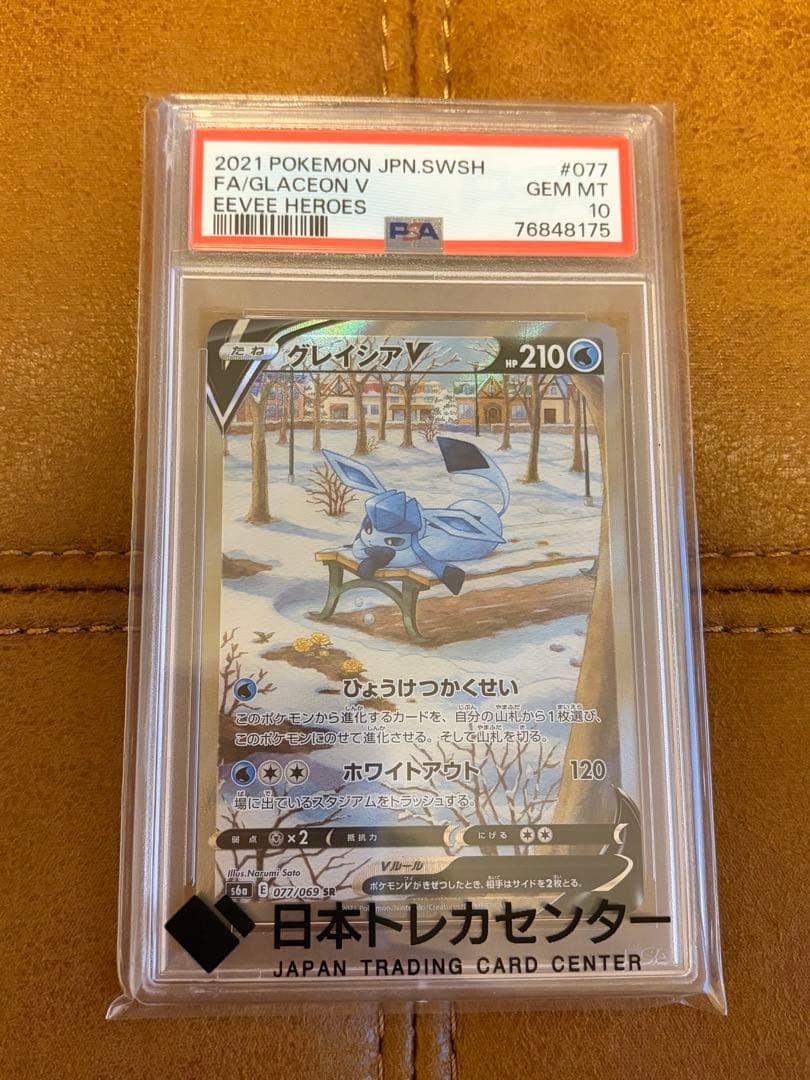 2021 POKEMON JPN.SWSH #077
FA/GLACEON V GEM MT
EEVEE HEROES 10
PSA 76848175
たね グレイシアV HP 210
ひょうけつかくせい
このポケモンから進化するカードを、自分の山札から1枚選び、
このポケモンにのせて進化させる。そして山札を切る。
ホワイトアウト 120
場に出ているスタジアムをトラッシュする。
弱点 ×2 抵抗力 にげる
Vルール
ポケモンVがきぜつしたとき、相手はサイドを2枚とる。
Illus.Narumi Sato
s6a E 077/069 SR
日本トレカセンター
JAPAN TRADING CARD CENTER